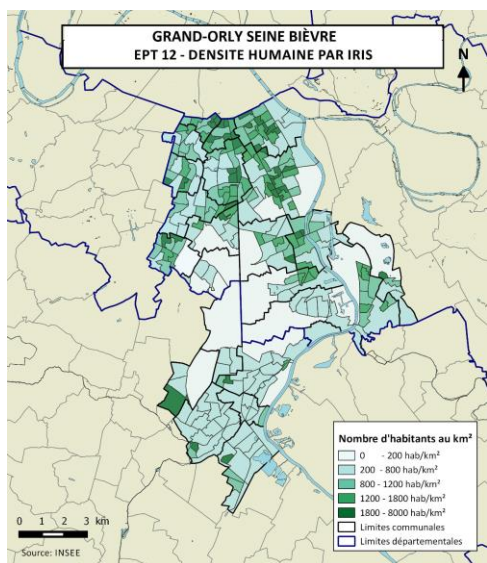 GRAND-ORLY SEINE BIÈVRE
EPT 12 - DENSITE HUMAINE PAR IRIS
N
Nombre d'habitants au km²
0 - 200 hab/km²
200 - 800 hab/km²
800 - 1200 hab/km²
1200 - 1800 hab/km²
1800 - 8000 hab/km²
Limites communales
Limites départementales
0 1 2 3 km
Source: INSEE